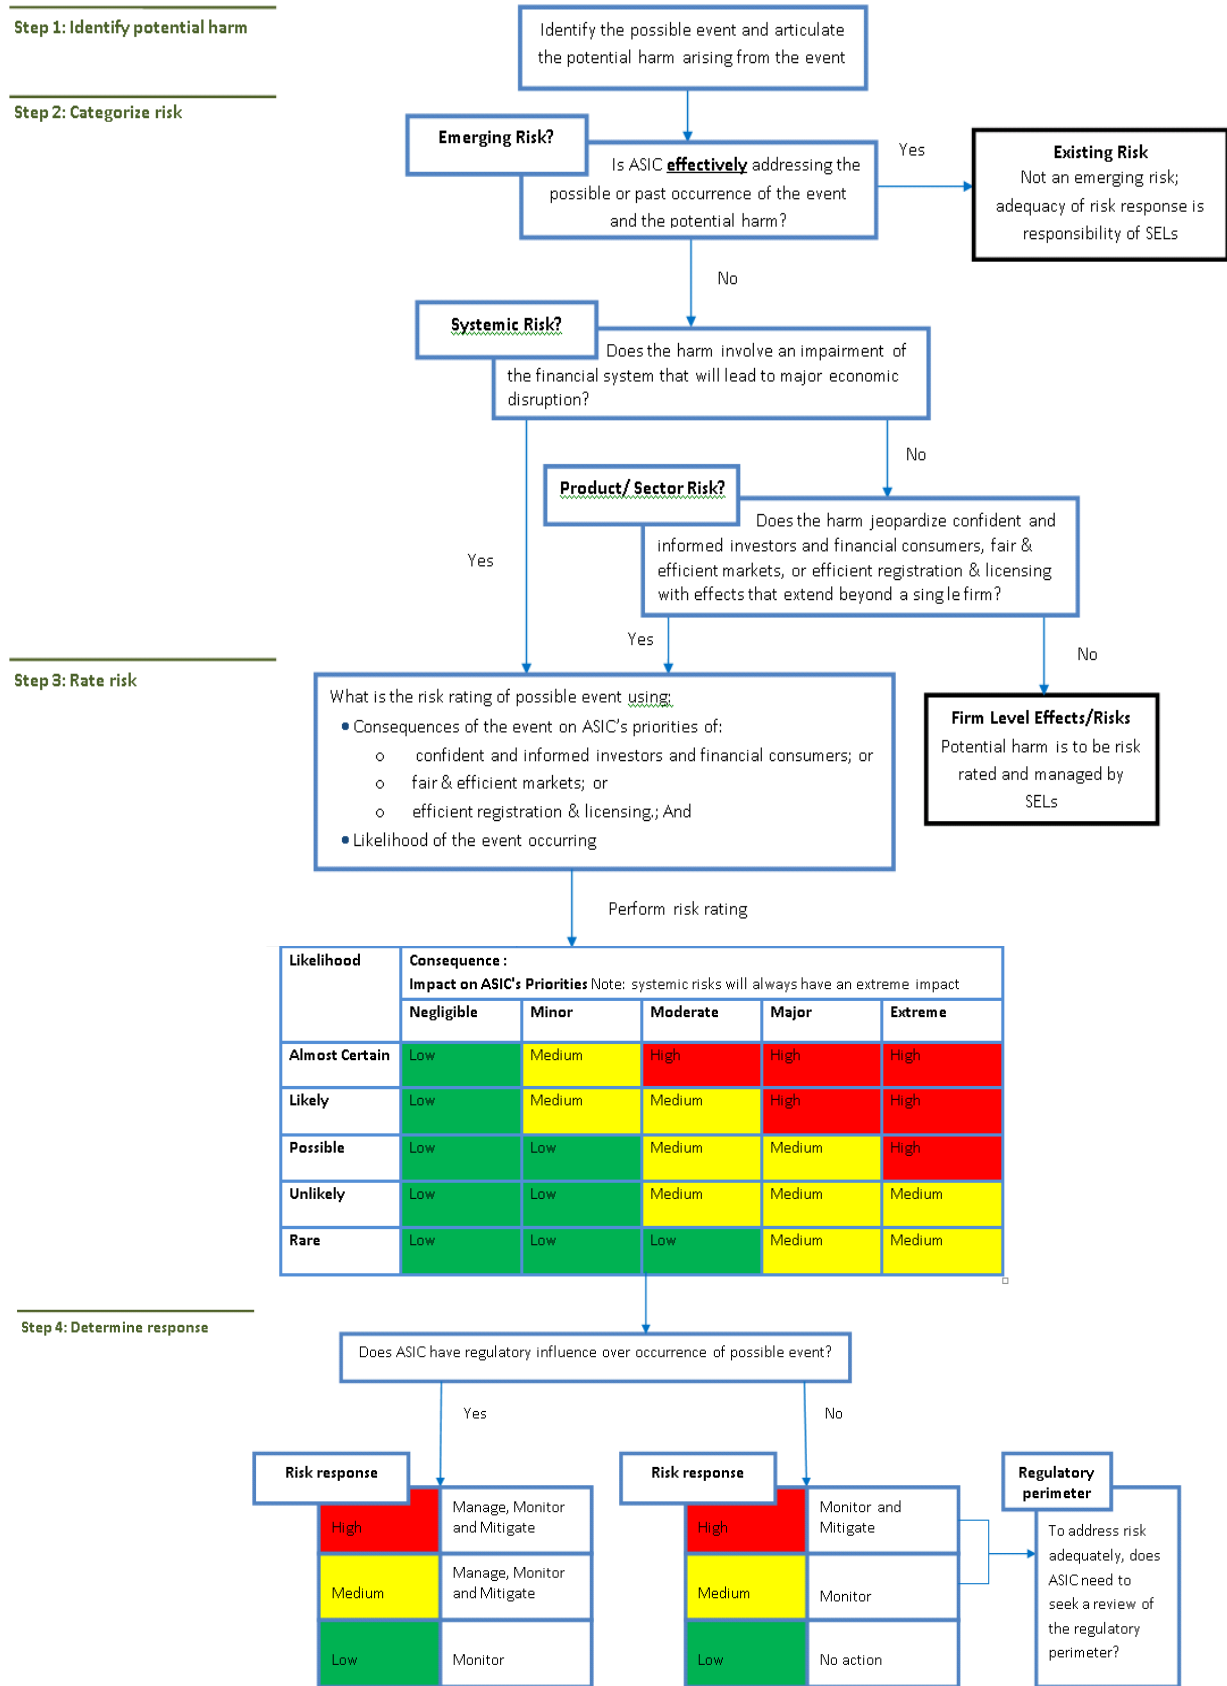 Step 1: Identify potential harm
Identify the possible event and articulate
the potential harm arising from the event
Step 2: Categorize risk
Emerging Risk?
Is ASIC effectively addressing the
possible or past occurrence of the event
and the potential harm?
Yes
Existing Risk
Not an emerging risk;
adequacy of risk response is
responsibility of SELs
No
Systemic Risk?
Does the harm involve an impairment of
the financial system that will lead to major economic
disruption?
No
Product/ Sector Risk?
Does the harm jeopardize confident and
informed investors and financial consumers, fair &
efficient markets, or efficient registration & licensing
with effects that extend beyond a single firm?
Yes
Yes
No
Step 3: Rate risk
What is the risk rating of possible event using:
• Consequences of the event on ASIC's priorities of:
o confident and informed investors and financial consumers; or
o fair & efficient markets; or
o efficient registration & licensing.; And
• Likelihood of the event occurring
Firm Level Effects/Risks
Potential harm is to be risk
rated and managed by
SELs
Perform risk rating
Likelihood
Consequence :
Impact on ASIC's Priorities Note: systemic risks will always have an extreme impact
Negligible Minor Moderate Major Extreme
Almost Certain Low Medium High High High
Likely Low Medium Medium High High
Possible Low Low Medium Medium High
Unlikely Low Low Medium Medium Medium
Rare Low Low Low Medium Medium
Step 4: Determine response
Does ASIC have regulatory influence over occurrence of possible event?
Yes
No
Risk response
High
Manage, Monitor
and Mitigate
Medium
Manage, Monitor
and Mitigate
Low
Monitor
Risk response
High
Monitor and
Mitigate
Medium
Monitor
Low
No action
Regulatory
perimeter
To address risk
adequately, does
ASIC need to
seek a review of
the regulatory
perimeter?